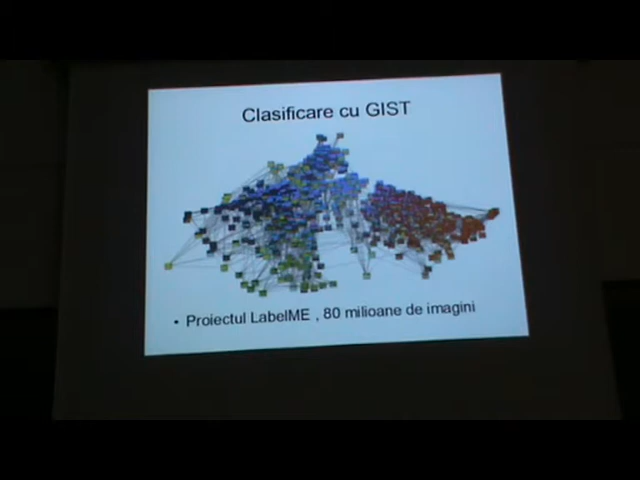 Clasificare cu GIST
• Proiectul LabelME , 80 milioane de imagini